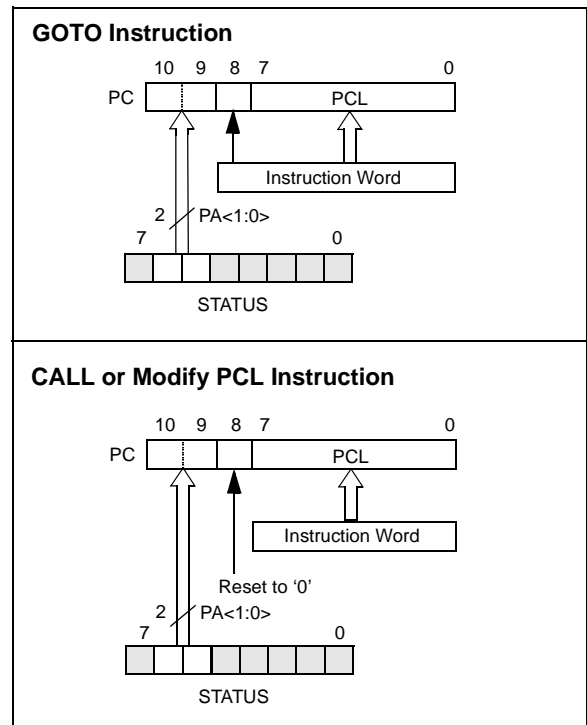 GOTO Instruction
10 9 8 7 0
PC PCL
Instruction Word
2 PA<1:0>
7 0
STATUS
CALL or Modify PCL Instruction
10 9 8 7 0
PC PCL
Instruction Word
Reset to ‘0’
2 PA<1:0>
7 0
STATUS